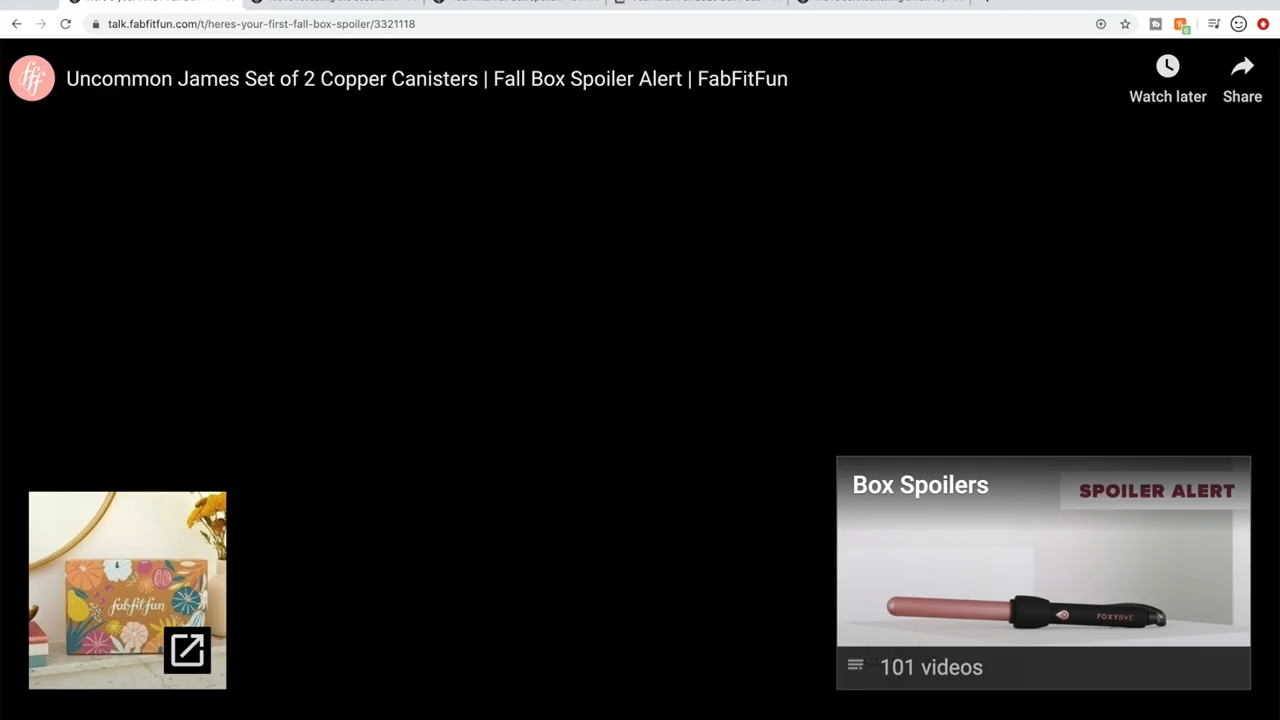 talk.fabfitfun.com/t/heres-your-first-fall-box-spoiler/3321118
fff
Uncommon James Set of 2 Copper Canisters | Fall Box Spoiler Alert | FabFitFun
Watch later
Share
Box Spoilers
SPOILER ALERT
fabfitfun
FOXYBAE
101 videos